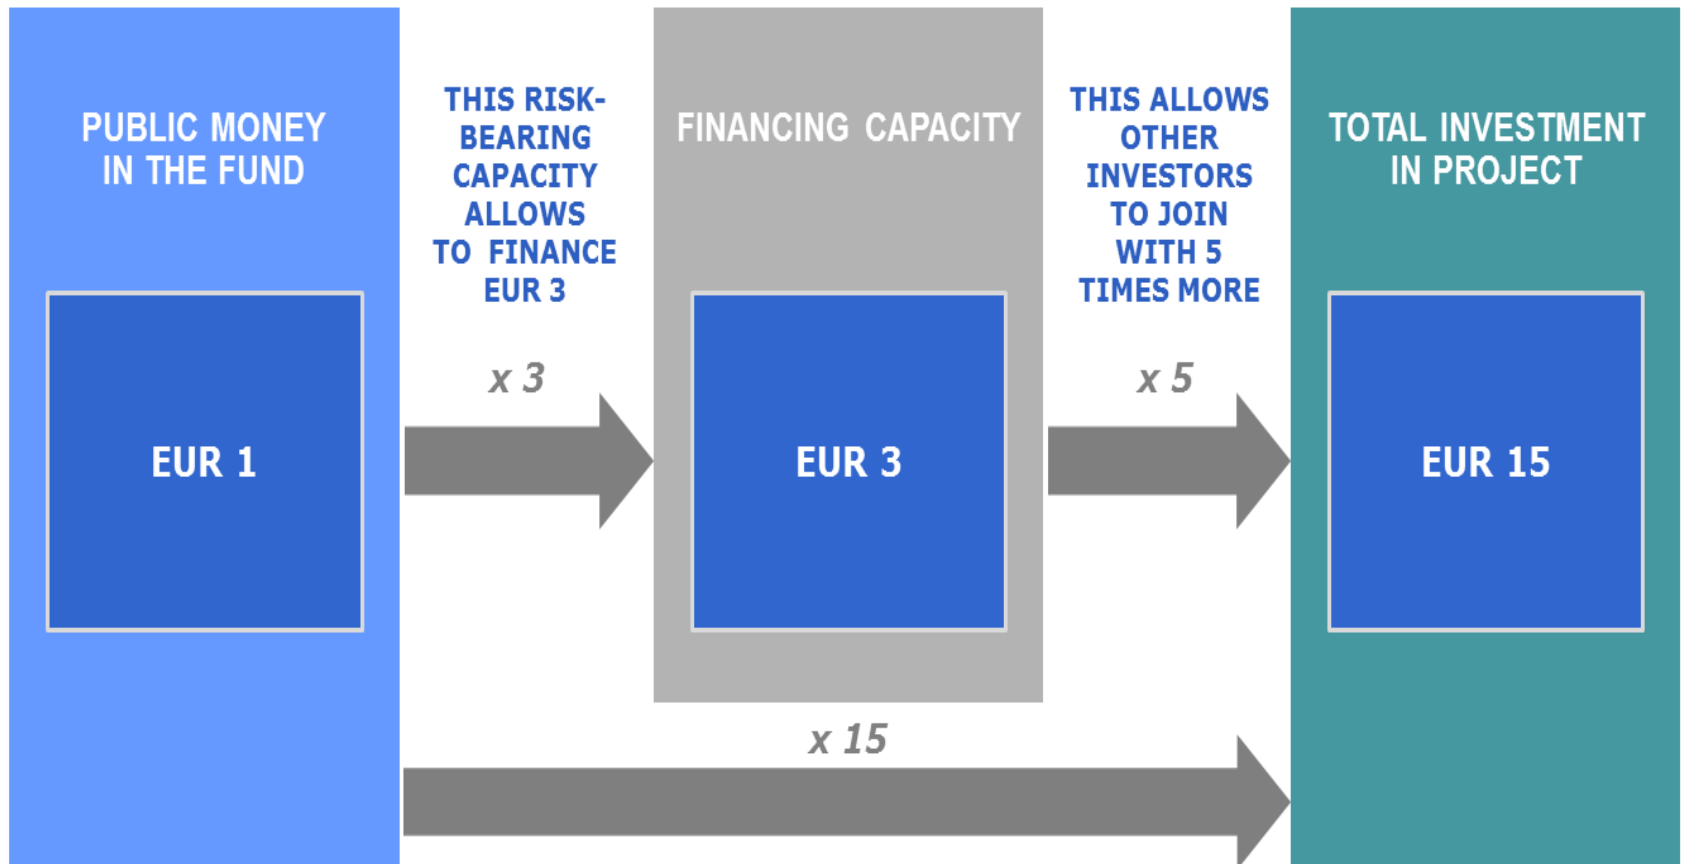 PUBLIC MONEY
IN THE FUND
EUR 1
THIS RISK-
BEARING
CAPACITY
ALLOWS
TO FINANCE
EUR 3
x 3
FINANCING CAPACITY
EUR 3
THIS ALLOWS
OTHER
INVESTORS
TO JOIN
WITH 5
TIMES MORE
x 5
TOTAL INVESTMENT
IN PROJECT
EUR 15
x 15